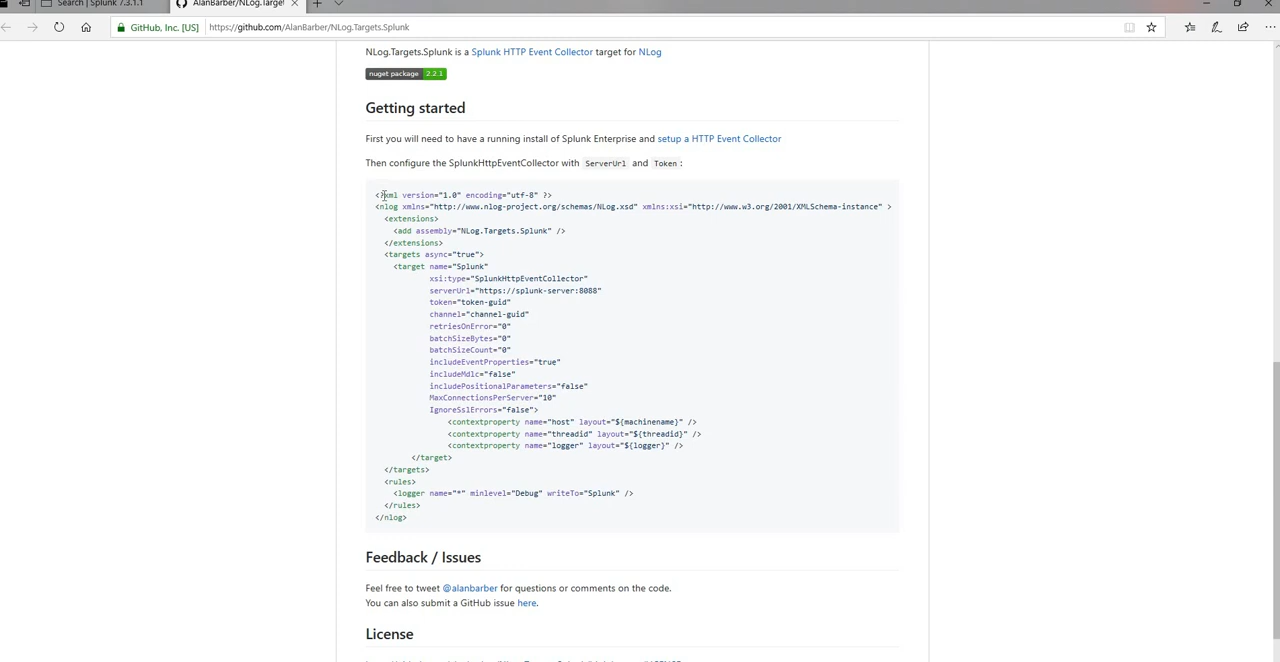 Search | Splunk 7.3.1.1
AlanBarber/NLog.Target
GitHub, Inc. [US]
https://github.com/AlanBarber/NLog.Targets.Splunk
NLog.Targets.Splunk is a Splunk HTTP Event Collector target for NLog
nuget package 2.2.1
Getting started
First you will need to have a running install of Splunk Enterprise and setup a HTTP Event Collector
Then configure the SplunkHttpEventCollector with ServerUrl and Token :
<?xml version="1.0" encoding="utf-8" ?>
<nlog xmlns="http://www.nlog-project.org/schemas/NLog.xsd" xmlns:xsi="http://www.w3.org/2001/XMLSchema-instance" >
<extensions>
<add assembly="NLog.Targets.Splunk" />
</extensions>
<targets async="true">
<target name="Splunk"
xsi:type="SplunkHttpEventCollector"
serverUrl="https://splunk-server:8088"
token="token-guid"
channel="channel-guid"
retriesOnError="0"
batchSizeBytes="0"
batchSizeCount="0"
includeEventProperties="true"
includeMdlc="false"
includePositionalParameters="false"
MaxConnectionsPerServer="10"
IgnoreSslErrors="false">
<contextproperty name="host" layout="${machinename}" />
<contextproperty name="threadid" layout="${threadid}" />
<contextproperty name="logger" layout="${logger}" />
</target>
</targets>
<rules>
<logger name="*" minlevel="Debug" writeTo="Splunk" />
</rules>
</nlog>
Feedback / Issues
Feel free to tweet @alanbarber for questions or comments on the code.
You can also submit a GitHub issue here.
License